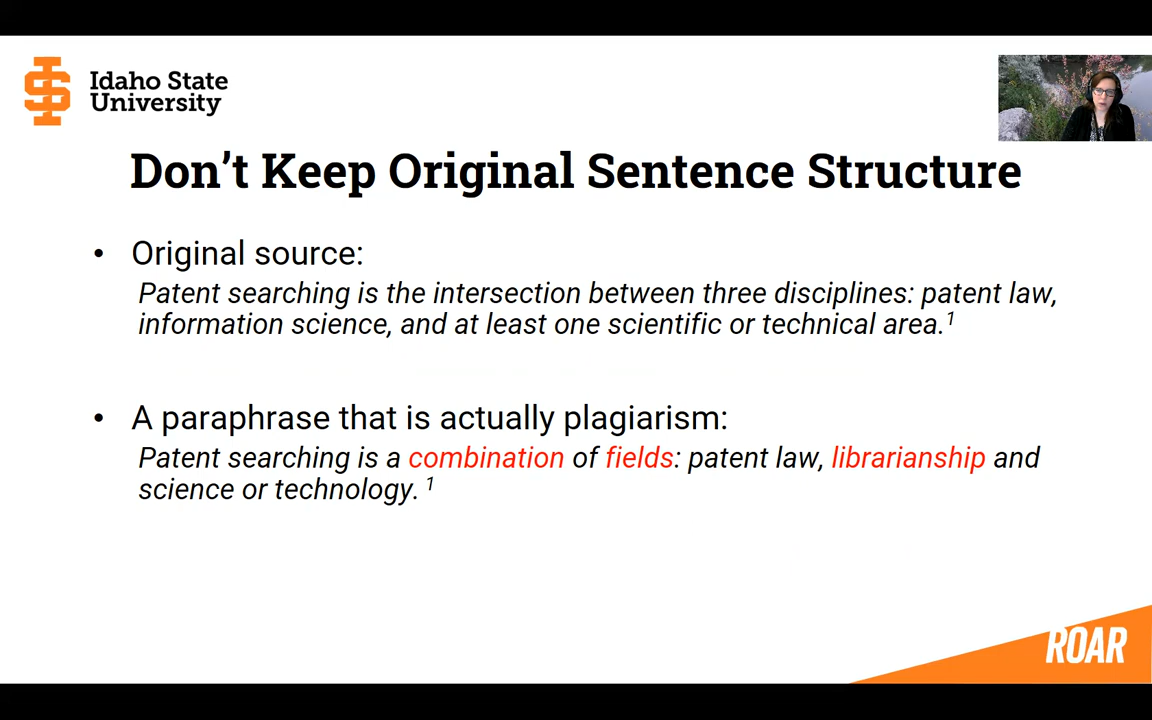 Idaho State
University
Don’t Keep Original Sentence Structure
• Original source:
Patent searching is the intersection between three disciplines: patent law,
information science, and at least one scientific or technical area.1
• A paraphrase that is actually plagiarism:
Patent searching is a combination of fields: patent law, librarianship and
science or technology. 1
ROAR